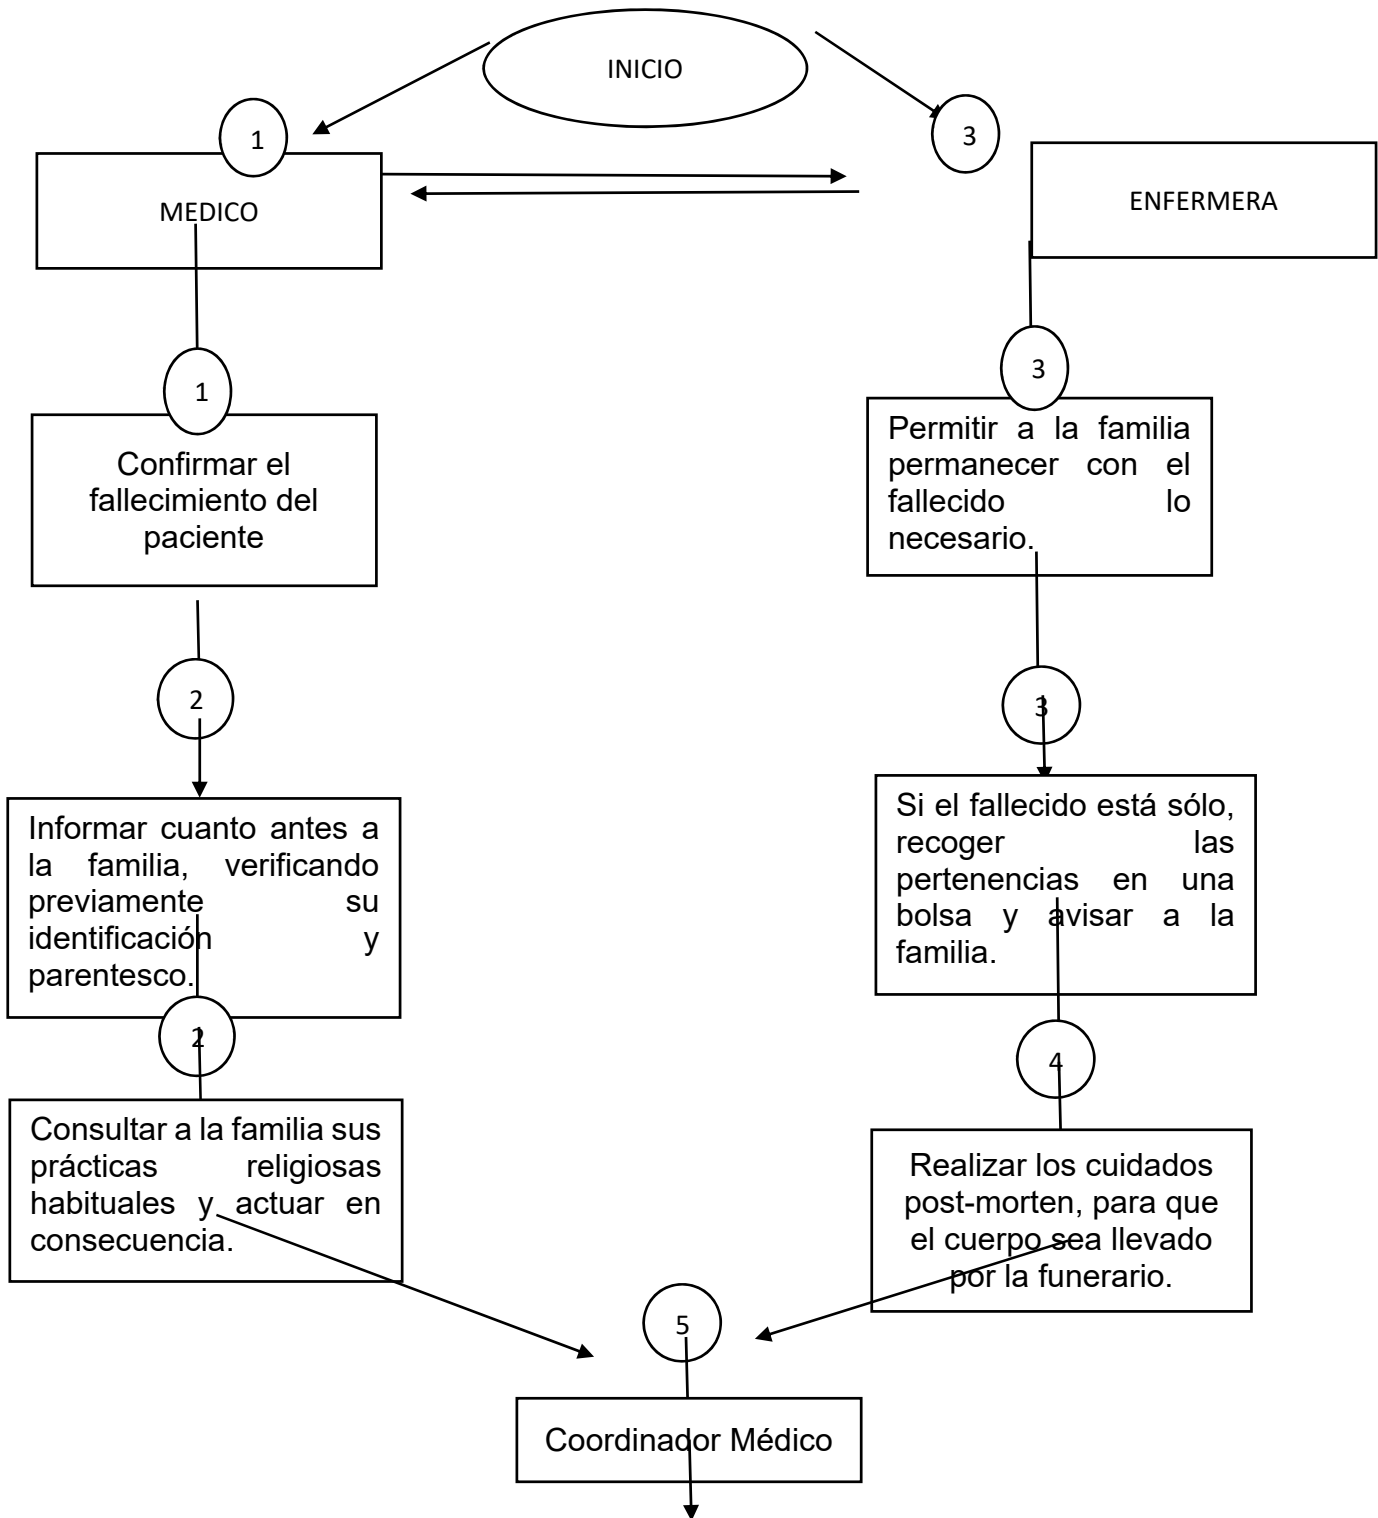 INICIO
1
3
MEDICO
ENFERMERA
1
Confirmar el
fallecimiento del
paciente
3
Permitir a la familia
permanecer con el
fallecido lo
necesario.
2
3
Informar cuanto antes a
la familia, verificando
previamente su
identificación y
parentesco.
Si el fallecido está sólo,
recoger las
pertenencias en una
bolsa y avisar a la
familia.
2
4
Consultar a la familia sus
prácticas religiosas
habituales y actuar en
consecuencia.
Realizar los cuidados
post-morten, para que
el cuerpo sea llevado
por la funerario.
5
Coordinador Médico